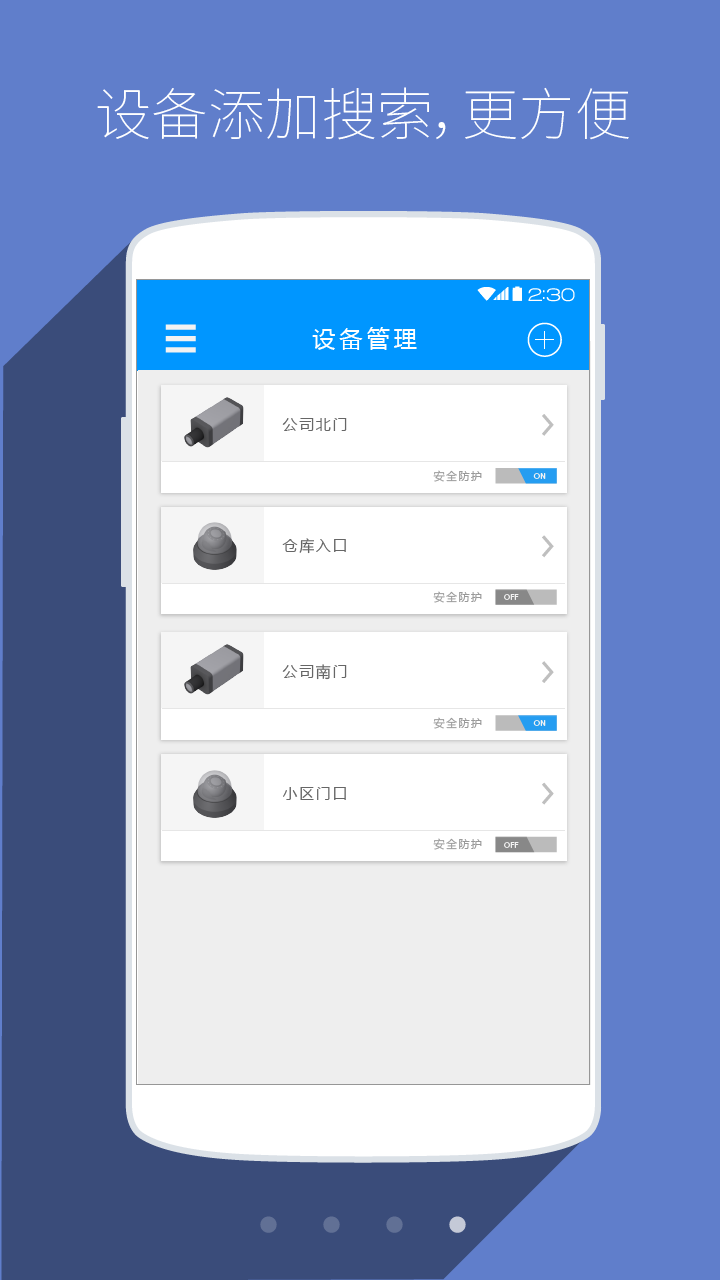 设备添加搜索，更方便
2:30
设备管理
公司北门
安全防护 ON
仓库入口
安全防护 OFF
公司南门
安全防护 ON
小区门口
安全防护 OFF